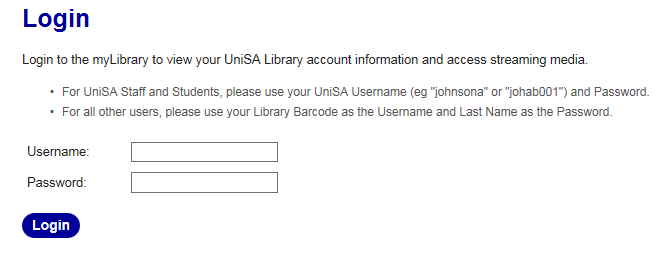 Login
Login to the myLibrary to view your UniSA Library account information and access streaming media.
• For UniSA Staff and Students, please use your UniSA Username (eg "johnsona" or "johab001") and Password.
• For all other users, please use your Library Barcode as the Username and Last Name as the Password.
Username:
Password:
Login